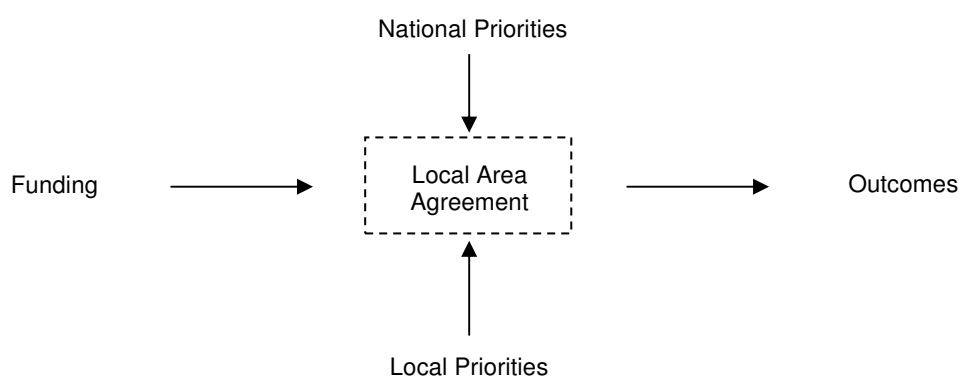 National Priorities
Funding
Local Area
Agreement
Outcomes
Local Priorities